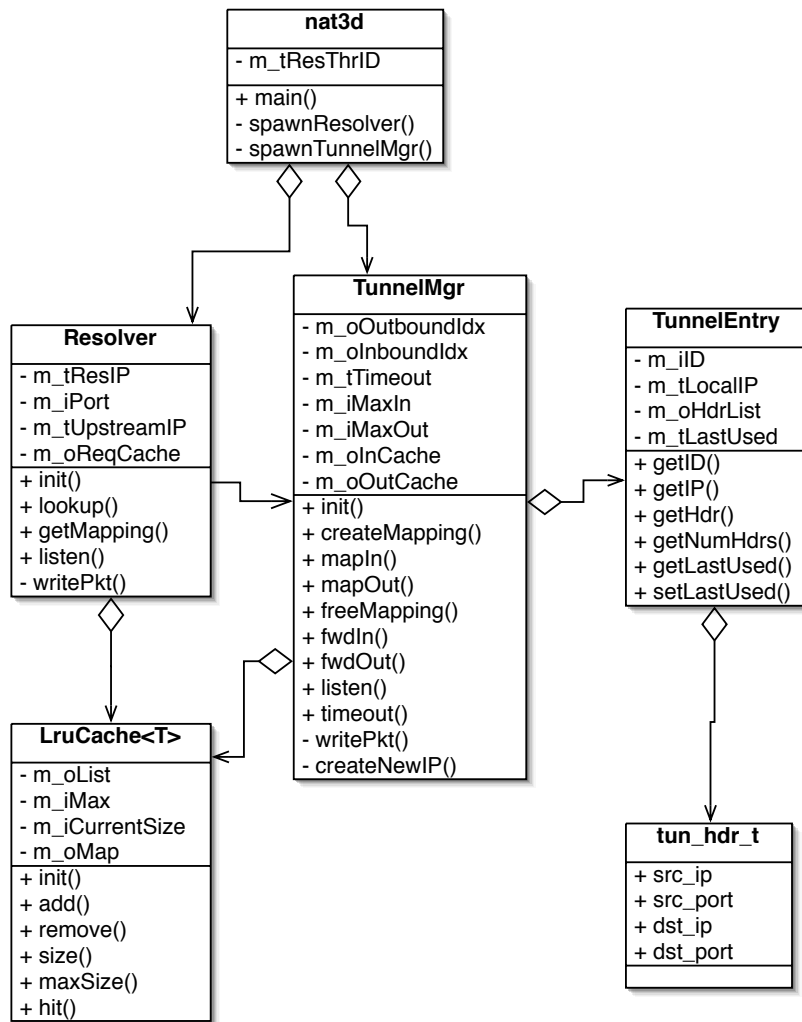 nat3d
- m_tResThrID
+ main()
- spawnResolver()
- spawnTunnelMgr()
Resolver
- m_tResIP
- m_iPort
- m_tUpstreamIP
- m_oReqCache
+ init()
+ lookup()
+ getMapping()
+ listen()
- writePkt()
TunnelMgr
- m_oOutboundIdx
- m_oInboundIdx
- m_tTimeout
- m_iMaxIn
- m_iMaxOut
- m_oInCache
- m_oOutCache
+ init()
+ createMapping()
+ mapIn()
+ mapOut()
+ freeMapping()
+ fwdIn()
+ fwdOut()
+ listen()
+ timeout()
- writePkt()
- createNewIP()
TunnelEntry
- m_iID
- m_tLocalIP
- m_oHdrList
- m_tLastUsed
+ getID()
+ getIP()
+ getHdr()
+ getNumHdrs()
+ getLastUsed()
+ setLastUsed()
LruCache<T>
- m_oList
- m_iMax
- m_iCurrentSize
- m_oMap
+ init()
+ add()
+ remove()
+ size()
+ maxSize()
+ hit()
tun_hdr_t
+ src_ip
+ src_port
+ dst_ip
+ dst_port